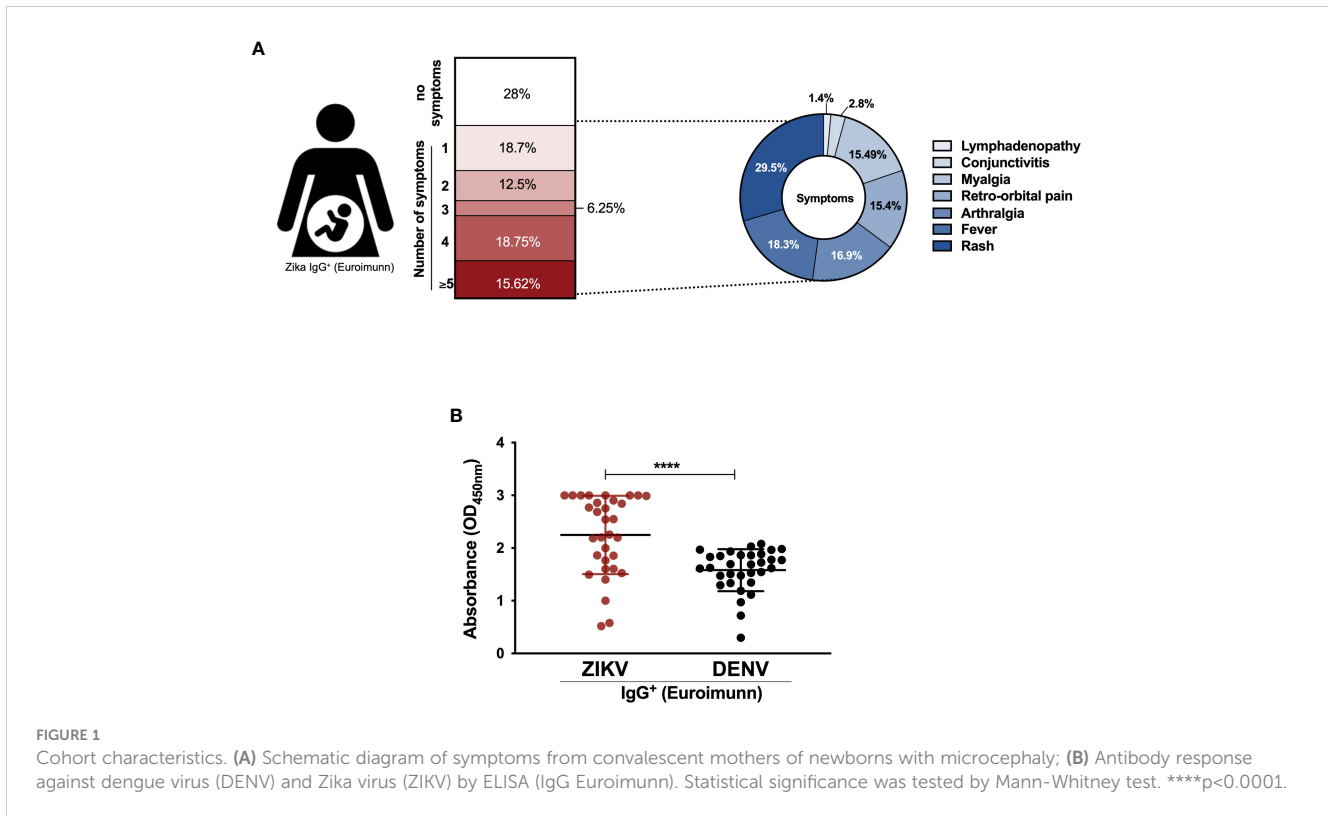 A
no symptoms
Number of symptoms
28%
1
18.7%
2
12.5%
3
6.25%
4
18.75%
≥5
15.62%
Zika IgG⁺ (Euroimunn)
1.4%
2.8%
15.49%
15.4%
16.9%
18.3%
29.5%
Symptoms
Lymphadenopathy
Conjunctivitis
Myalgia
Retro-orbital pain
Arthralgia
Fever
Rash
B
Absorbance (OD450nm)
4
3
2
1
0
****
ZIKV DENV
IgG⁺ (Euroimunn)
FIGURE 1
Cohort characteristics. (A) Schematic diagram of symptoms from convalescent mothers of newborns with microcephaly; (B) Antibody response
against dengue virus (DENV) and Zika virus (ZIKV) by ELISA (IgG Euroimunn). Statistical significance was tested by Mann-Whitney test. ****p<0.0001.